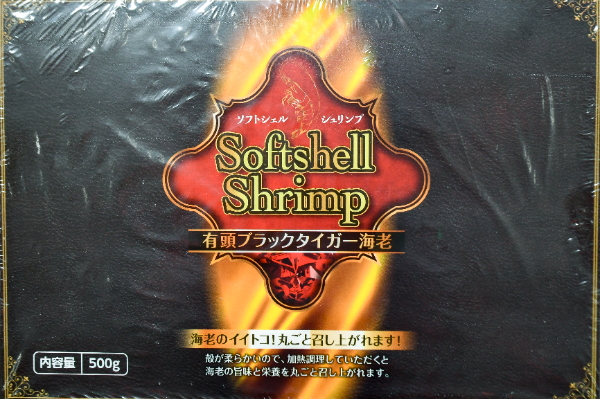 ソフトシェル シュリンプ
Softshell
Shrimp
有頭ブラックタイガー海老
海老のイイトコ!丸ごと召し上がれます!
殻が柔らかいので、加熱調理していただくと
海老の旨味と栄養を丸ごと召し上がれます。
内容量 500g